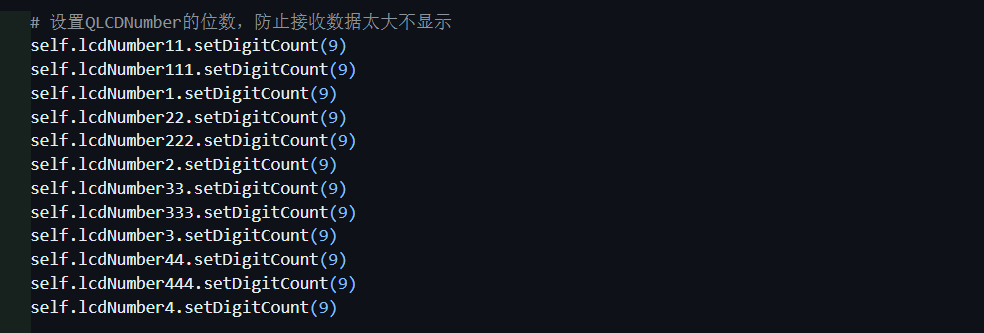 # 设置QLCDNumber的位数，防止接收数据太大不显示
self.lcdNumber11.setDigitCount(9)
self.lcdNumber111.setDigitCount(9)
self.lcdNumber1.setDigitCount(9)
self.lcdNumber22.setDigitCount(9)
self.lcdNumber222.setDigitCount(9)
self.lcdNumber2.setDigitCount(9)
self.lcdNumber33.setDigitCount(9)
self.lcdNumber333.setDigitCount(9)
self.lcdNumber3.setDigitCount(9)
self.lcdNumber44.setDigitCount(9)
self.lcdNumber444.setDigitCount(9)
self.lcdNumber4.setDigitCount(9)